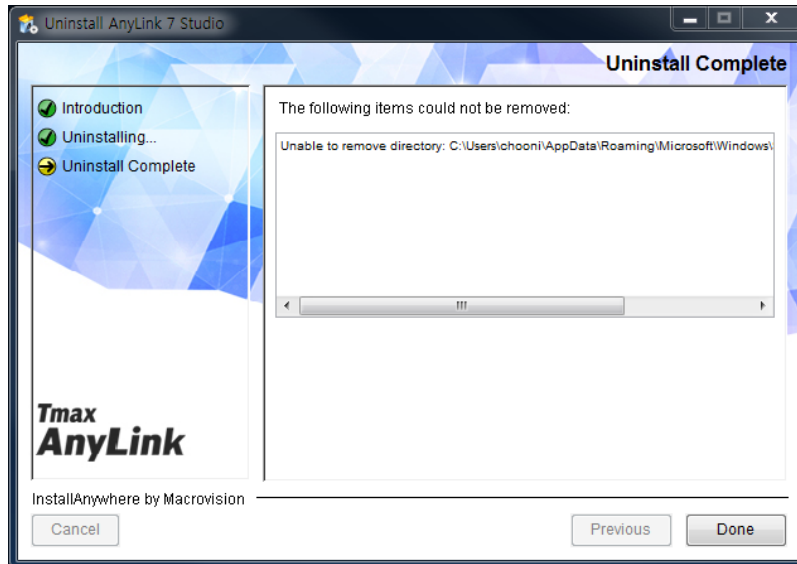 Uninstall AnyLink 7 Studio
Uninstall Complete
Introduction
Uninstalling...
Uninstall Complete
The following items could not be removed:
Unable to remove directory: C:\Users\chooni\AppData\Roaming\Microsoft\Windows\
Tmax
AnyLink
InstallAnywhere by Macrovision
Cancel
Previous
Done